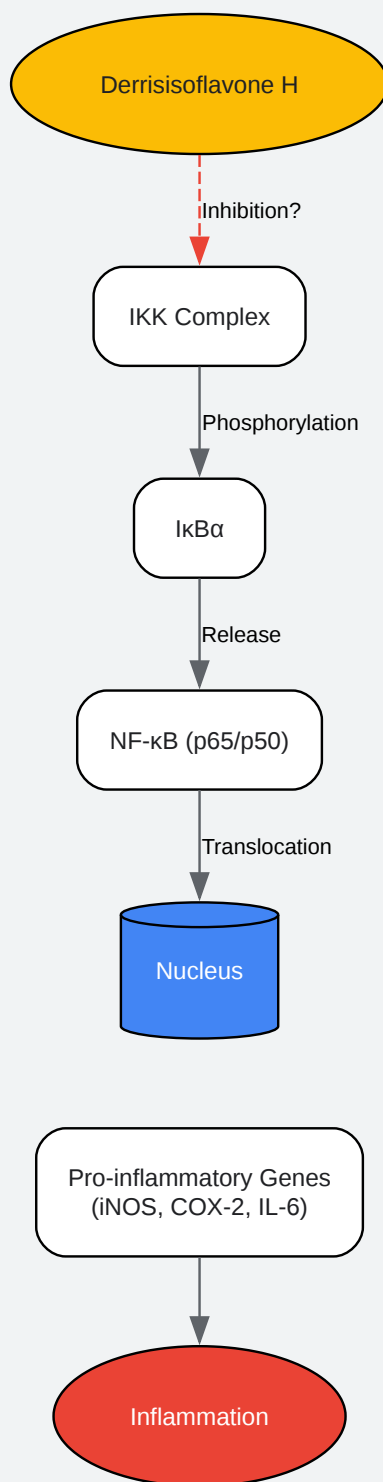 Derrisisoflavone H
Inhibition?
IKK Complex
Phosphorylation
IκBα
Release
NF-κB (p65/p50)
Translocation
Nucleus
Pro-inflammatory Genes
(iNOS, COX-2, IL-6)
Inflammation